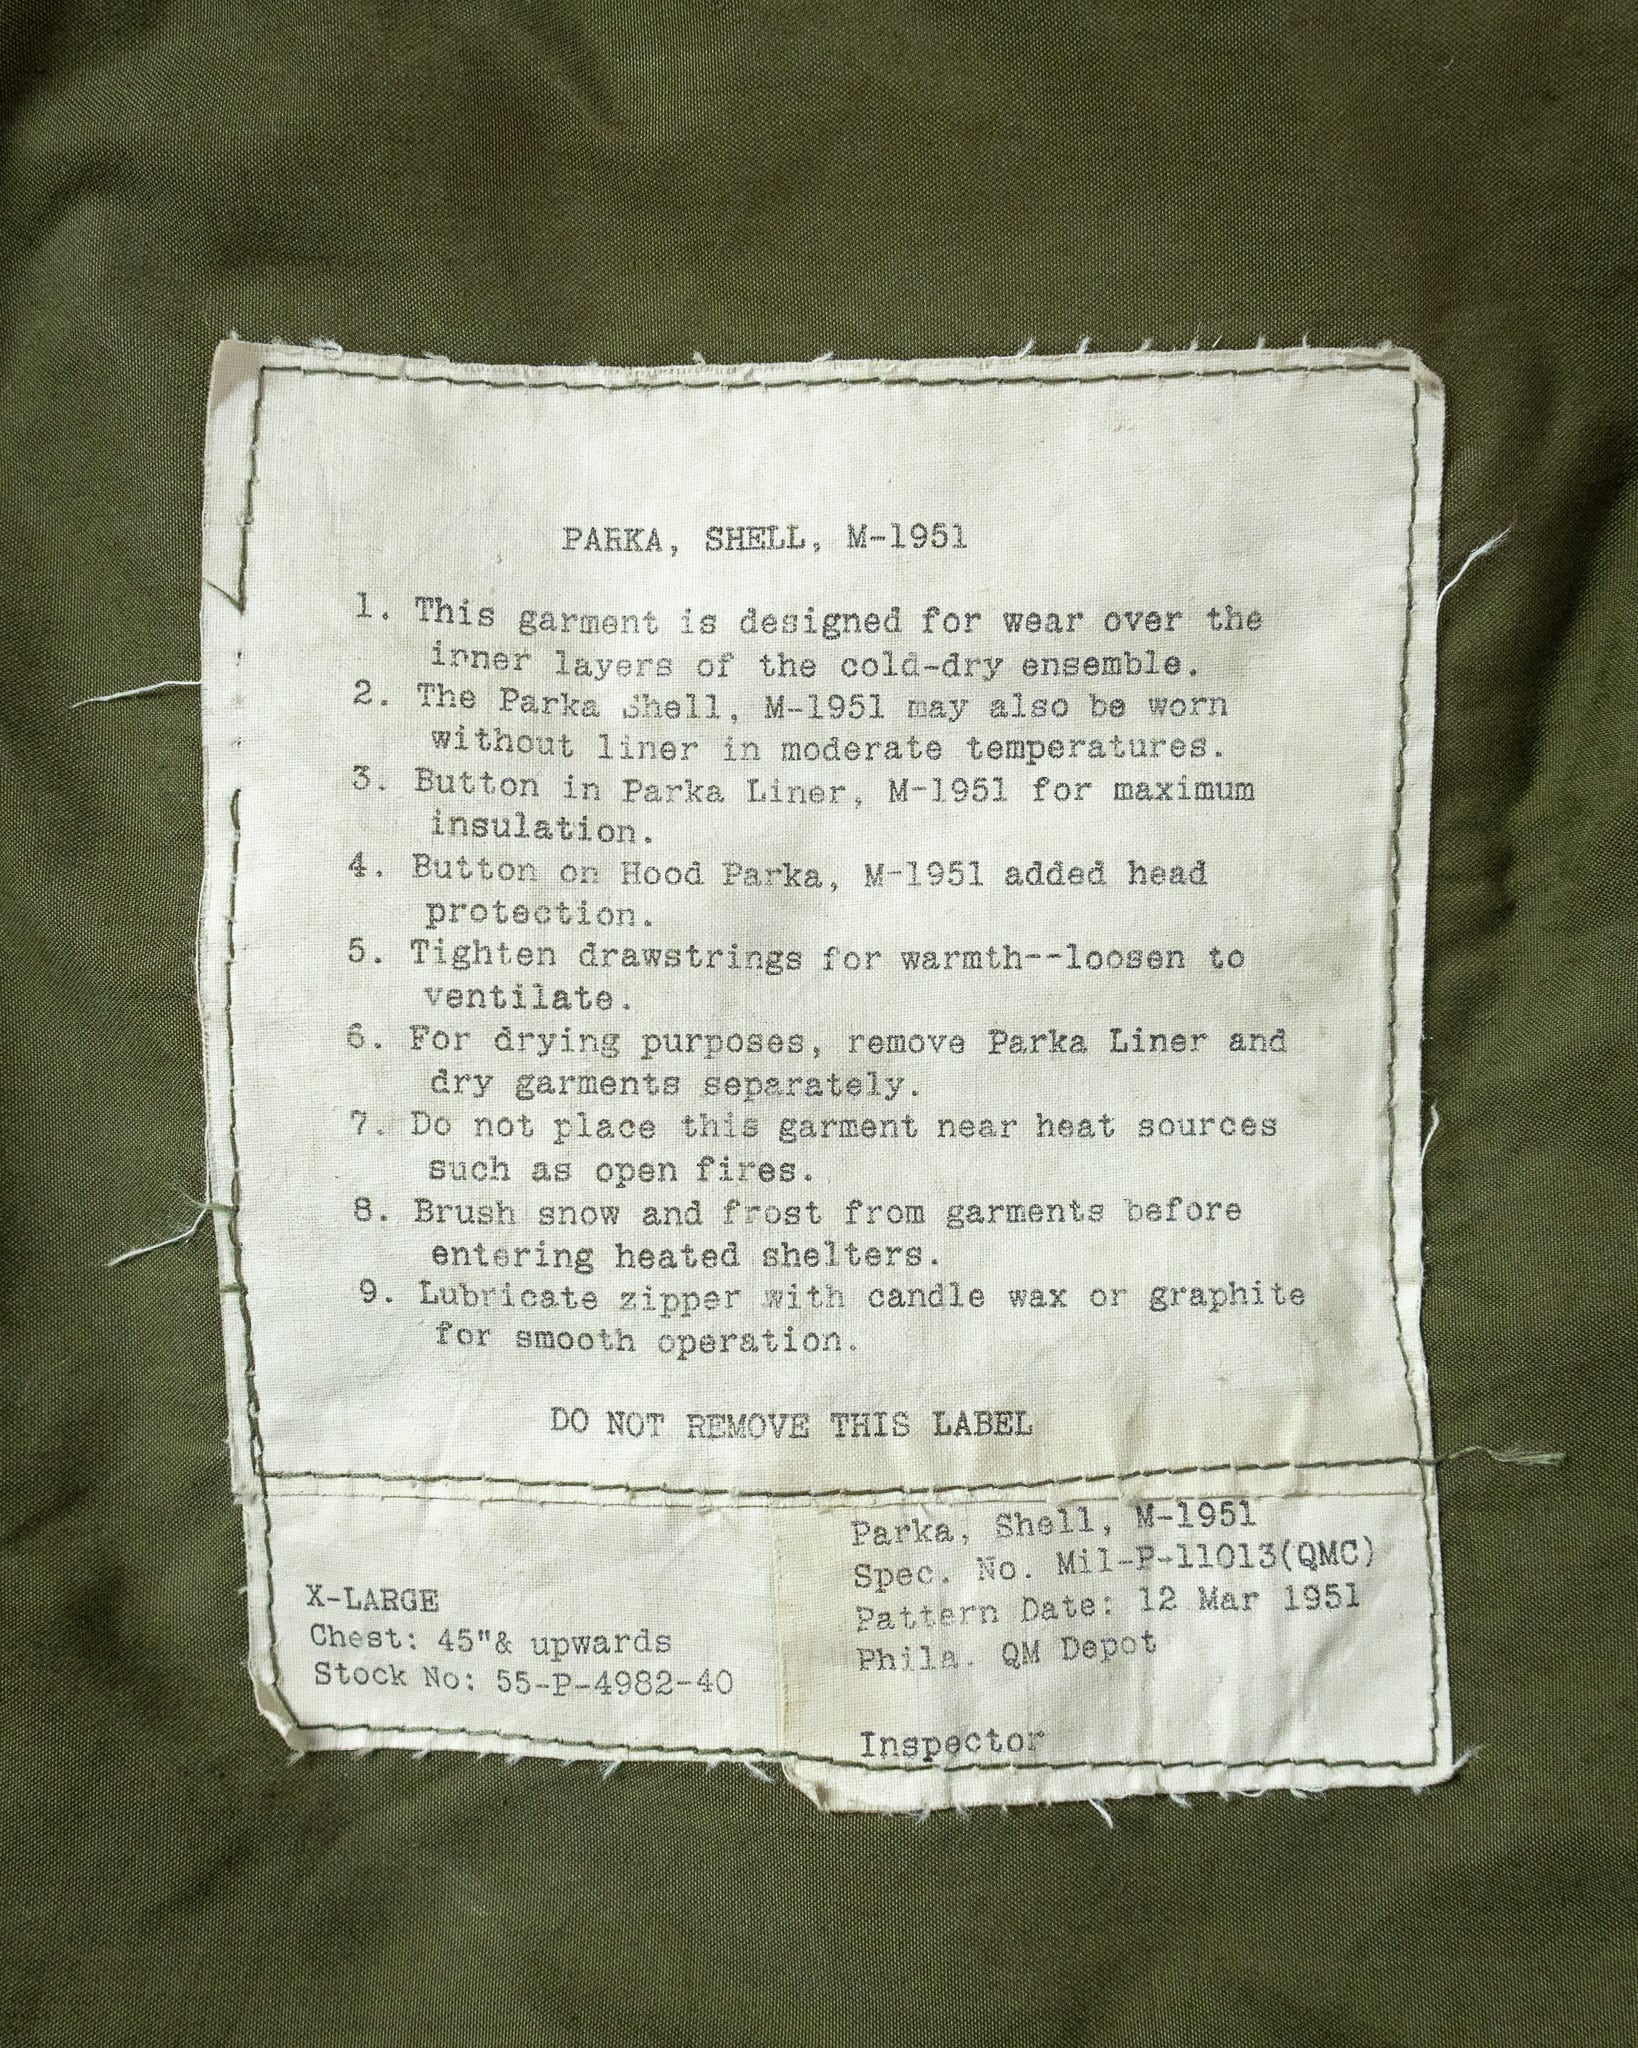 PARKA, SHELL, M-1951
1. This garment is designed for wear over the
inner layers of the cold-dry ensemble.
2. The Parka Shell, M-1951 may also be worn
without liner in moderate temperatures.
3. Button in Parka Liner, M-1951 for maximum
insulation.
4. Button on Hood Parka, M-1951 added head
protection.
5. Tighten drawstrings for warmth--loosen to
ventilate.
6. For drying purposes, remove Parka Liner and
dry garments separately.
7. Do not place this garment near heat sources
such as open fires.
8. Brush snow and frost from garments before
entering heated shelters.
9. Lubricate zipper with candle wax or graphite
for smooth operation.
DO NOT REMOVE THIS LABEL
X-LARGE
Chest: 45"& upwards
Stock No: 55-P-4982-40
Parka, Shell, M-1951
Spec. No. Mil-P-11013(QMC)
Pattern Date: 12 Mar 1951
Phila. QM Depot
Inspector